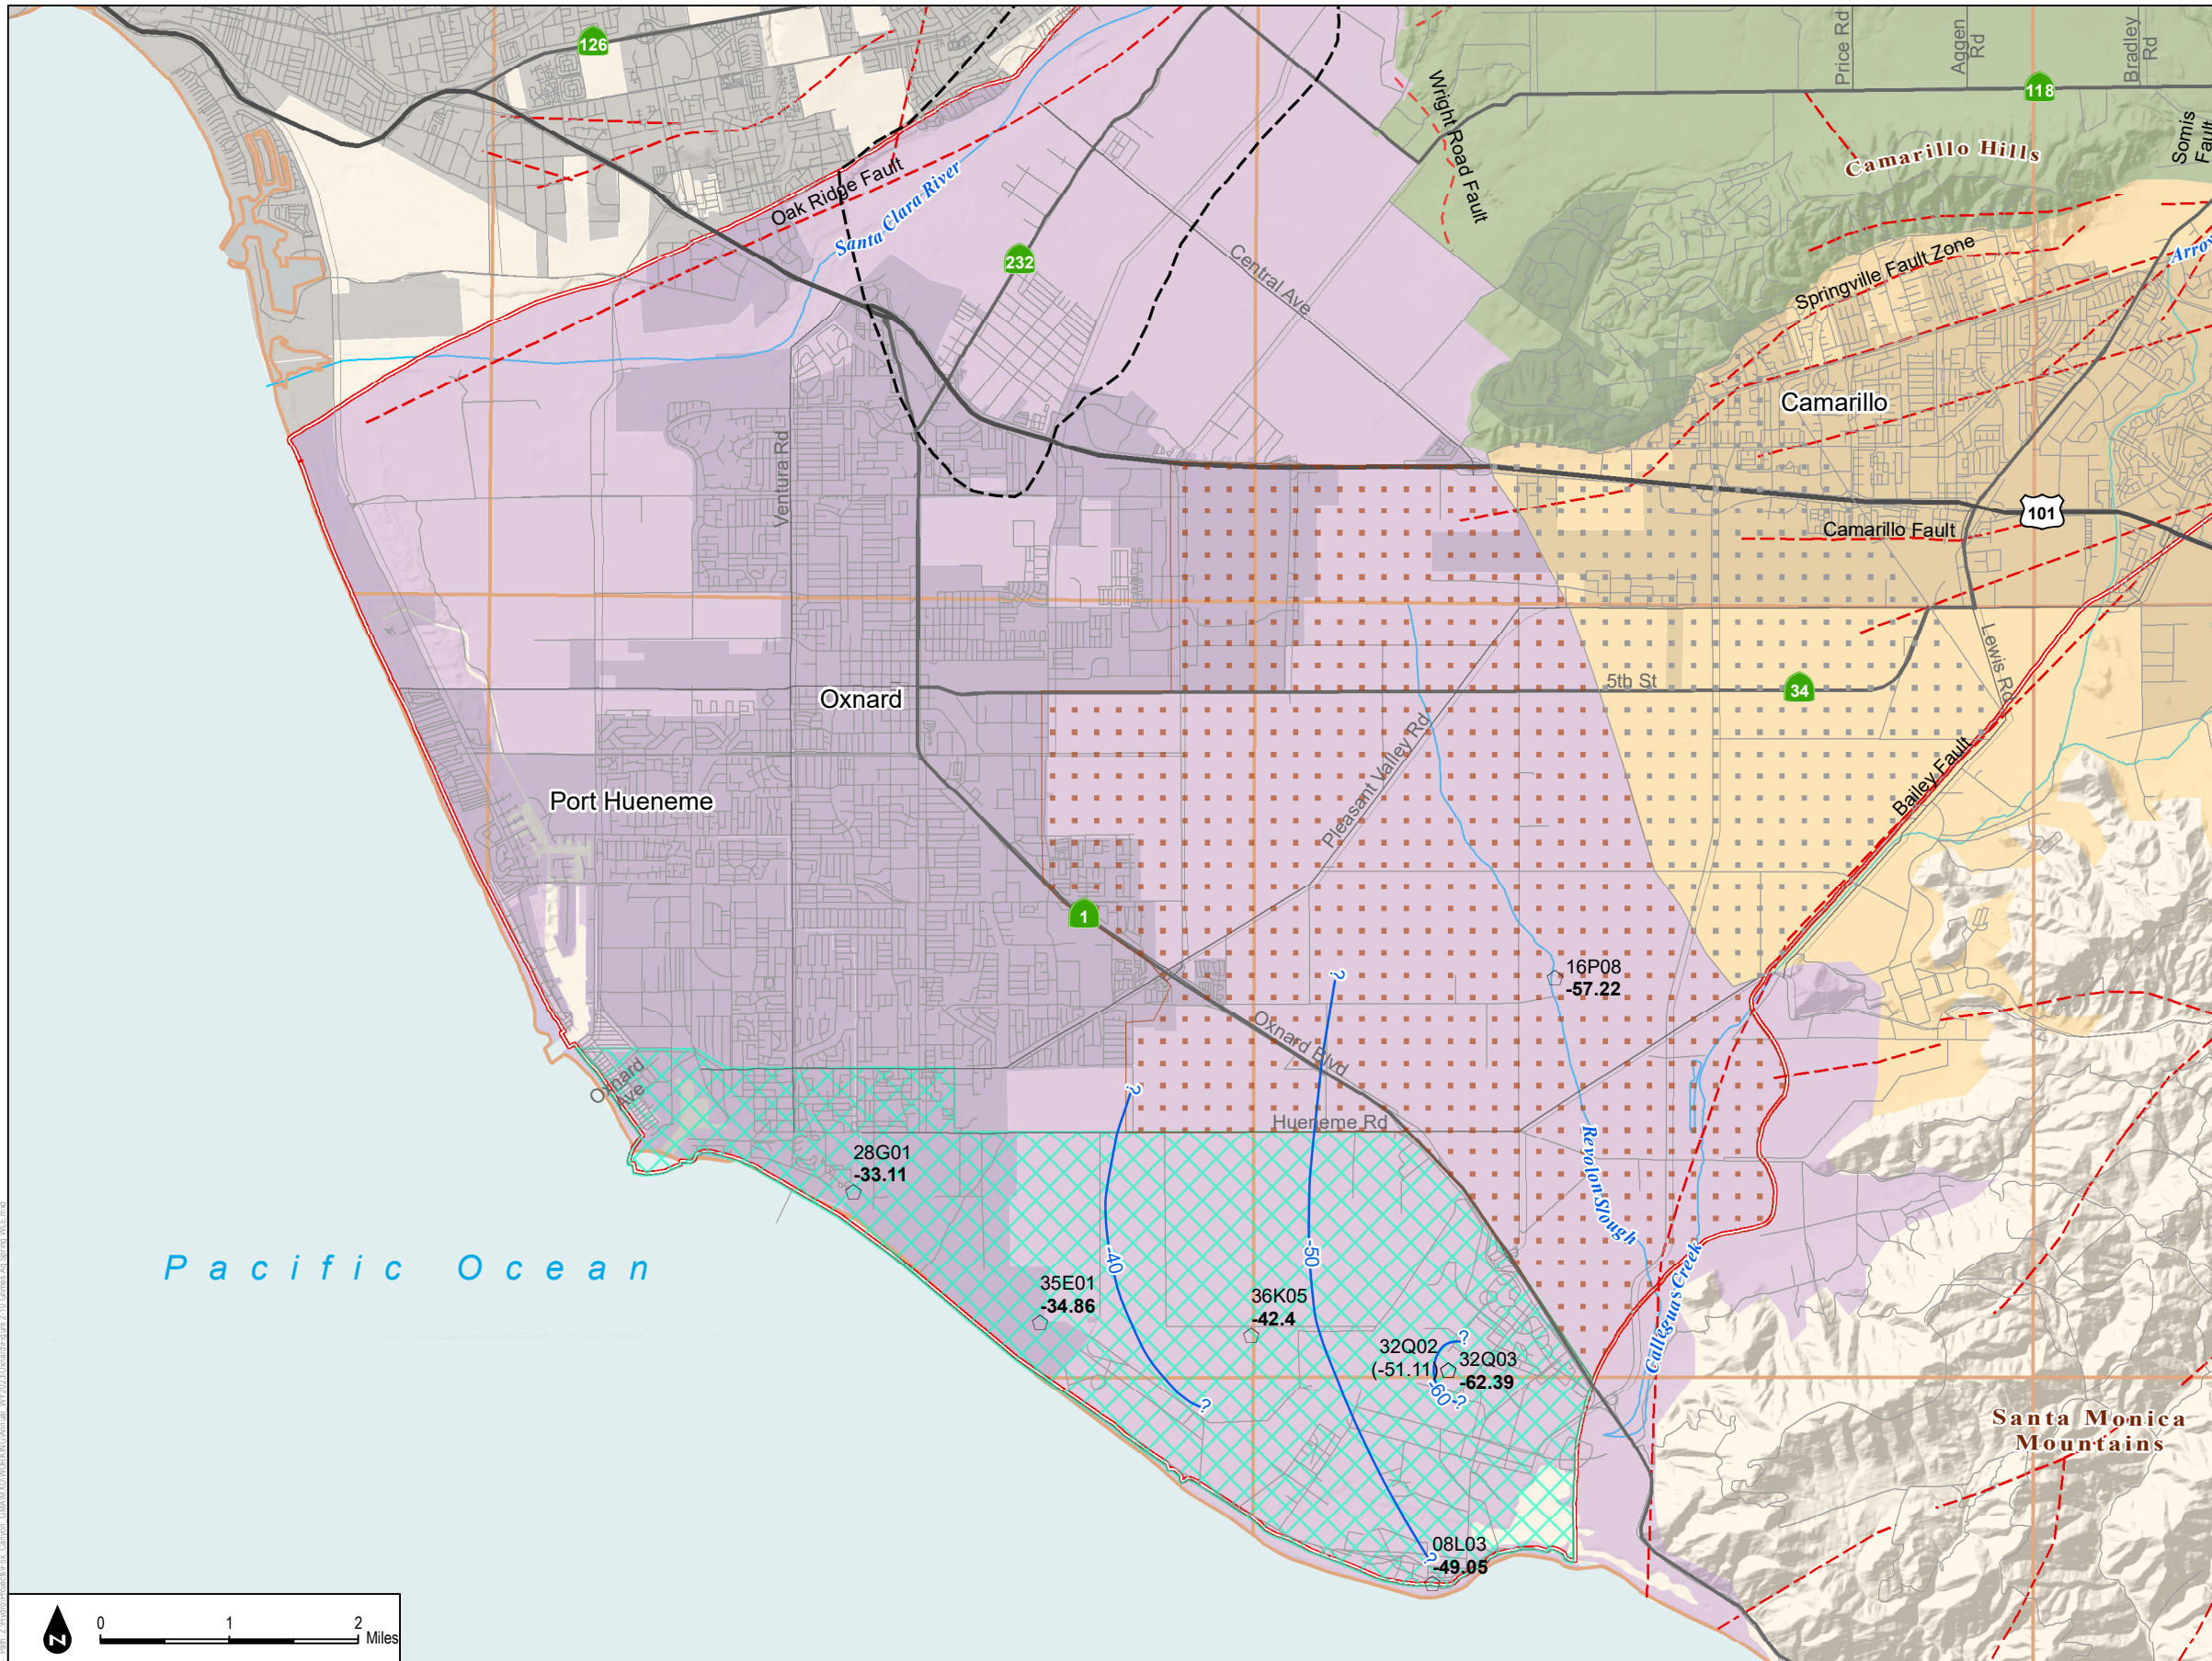 126
Price Rd
Aggen
Rd
Bradley
Rd
118
Wright Road Fault
Camarillo Hills
Somis
Fault
Oak Ridge Fault
Santa Clara River
232
Central Ave
Springville Fault Zone
Arroy
Camarillo
Ventura Rd
101
Camarillo Fault
Lewis Rd
5th St
34
Oxnard
Pleasant Valley Rd
Bailey Fault
Port Hueneme
1
?
16P08
-57.22
Oxnard Blvd
Oxnard
Ave
?
Hueneme Rd
28G01
-33.11
Revolon Slough
-40
-50
Pacific Ocean
35E01
-34.86
36K05
-42.4
Calleguas Creek
32Q02
(-51.11)
?
32Q03
-62.39
-60
?
?
Santa Monica
Mountains
08L03
?
-49.05
N
0 1 2
Miles